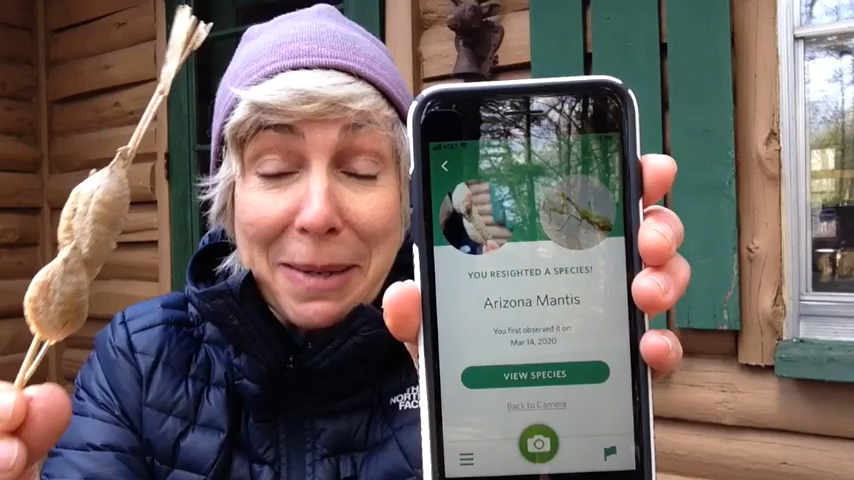 AT&T
YOU RESIGHTED A SPECIES!
Arizona Mantis
You first observed it on
Mar 14, 2020
VIEW SPECIES
Back to Camera
THE
NORTH
FACE